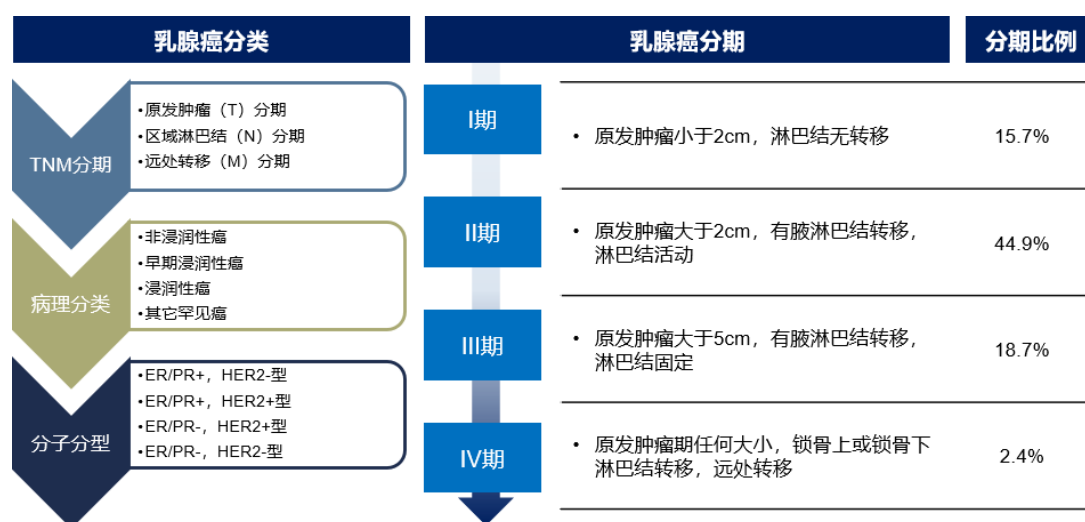 乳腺癌分类
TNM分期
•原发肿瘤（T）分期
•区域淋巴结（N）分期
•远处转移（M）分期
病理分类
•非浸润性癌
•早期浸润性癌
•浸润性癌
•其它罕见癌
分子分型
•ER/PR+，HER2-型
•ER/PR+，HER2+型
•ER/PR-，HER2+型
•ER/PR-，HER2-型
乳腺癌分期
分期比例
I期
• 原发肿瘤小于2cm，淋巴结无转移
15.7%
II期
• 原发肿瘤大于2cm，有腋淋巴结转移，
淋巴结活动
44.9%
III期
• 原发肿瘤大于5cm，有腋淋巴结转移，
淋巴结固定
18.7%
IV期
• 原发肿瘤期任何大小，锁骨上或锁骨下
淋巴结转移，远处转移
2.4%